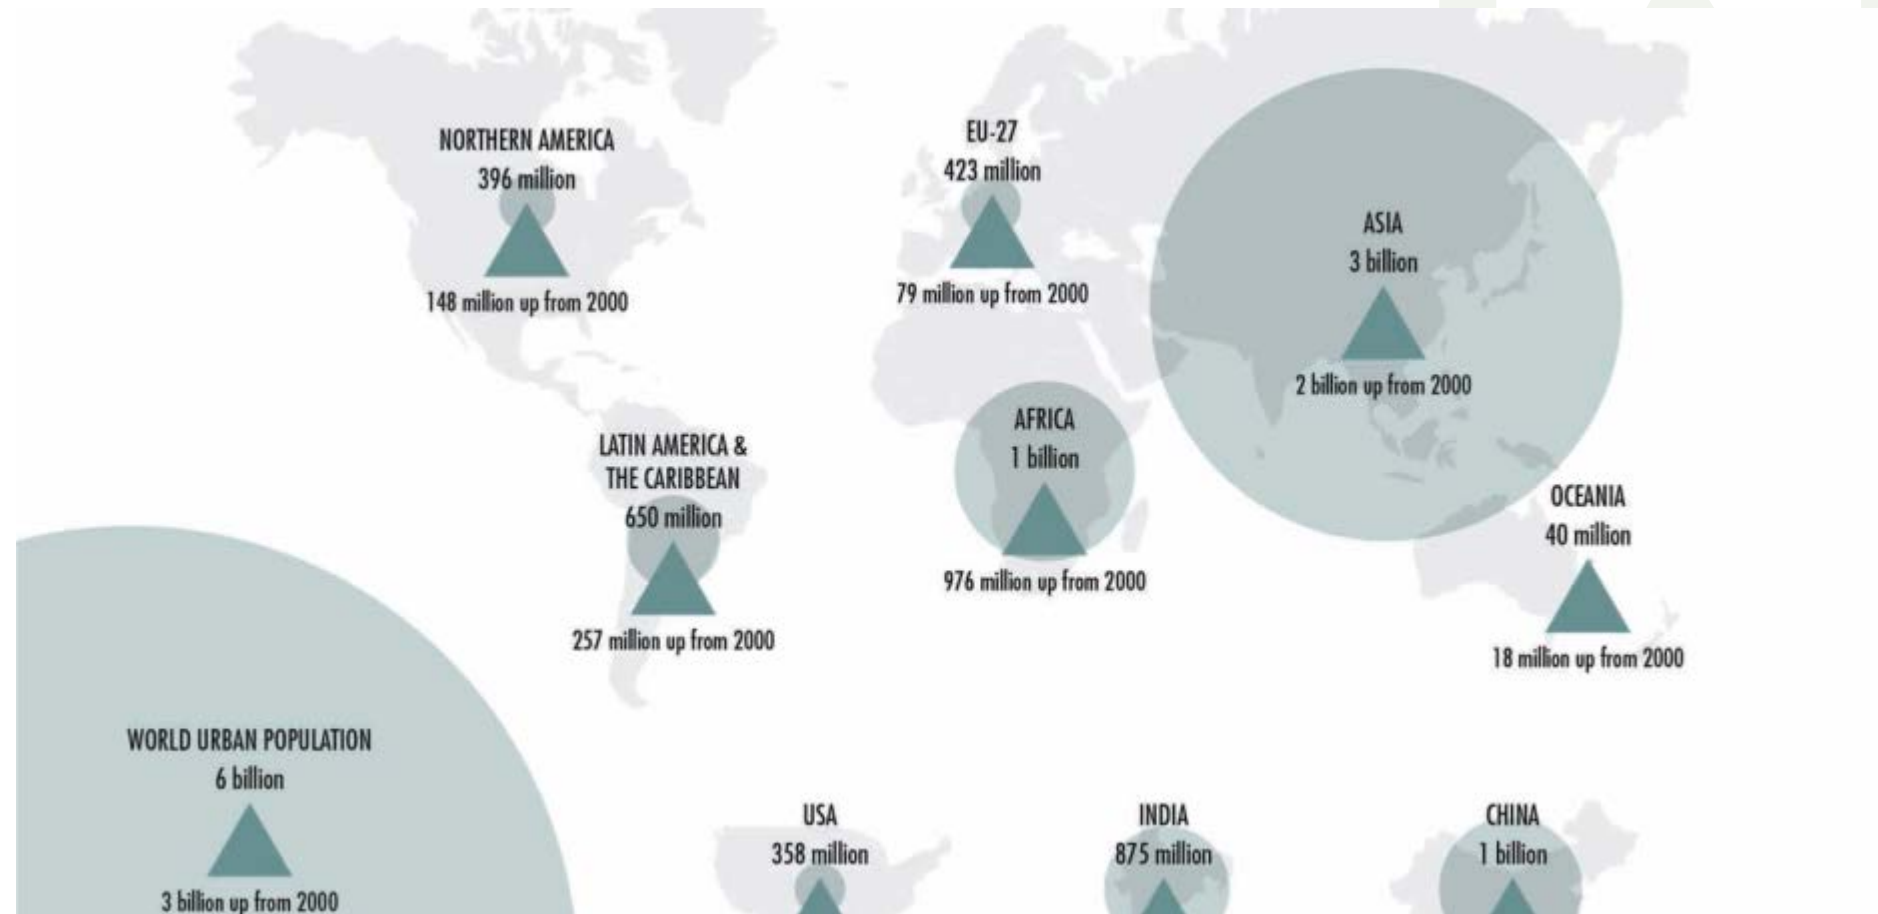 NORTHERN AMERICA
396 million
148 million up from 2000
EU-27
423 million
79 million up from 2000
ASIA
3 billion
2 billion up from 2000
AFRICA
1 billion
976 million up from 2000
LATIN AMERICA &
THE CARIBBEAN
650 million
257 million up from 2000
OCEANIA
40 million
18 million up from 2000
WORLD URBAN POPULATION
6 billion
3 billion up from 2000
USA
358 million
INDIA
875 million
CHINA
1 billion